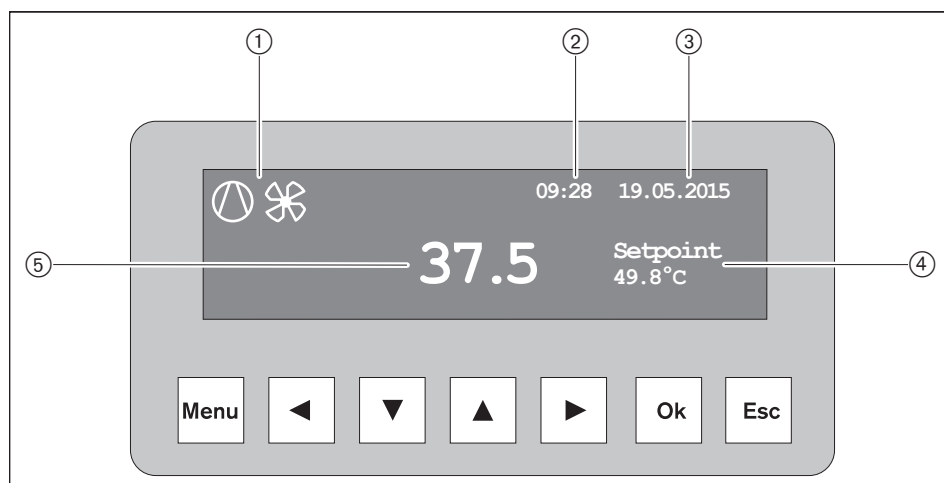 ① ② ③
09:28 19.05.2015
⑤ 37.5 Setpoint ④
49.8°C
Menu ◄ ▼ ▲ ► Ok Esc